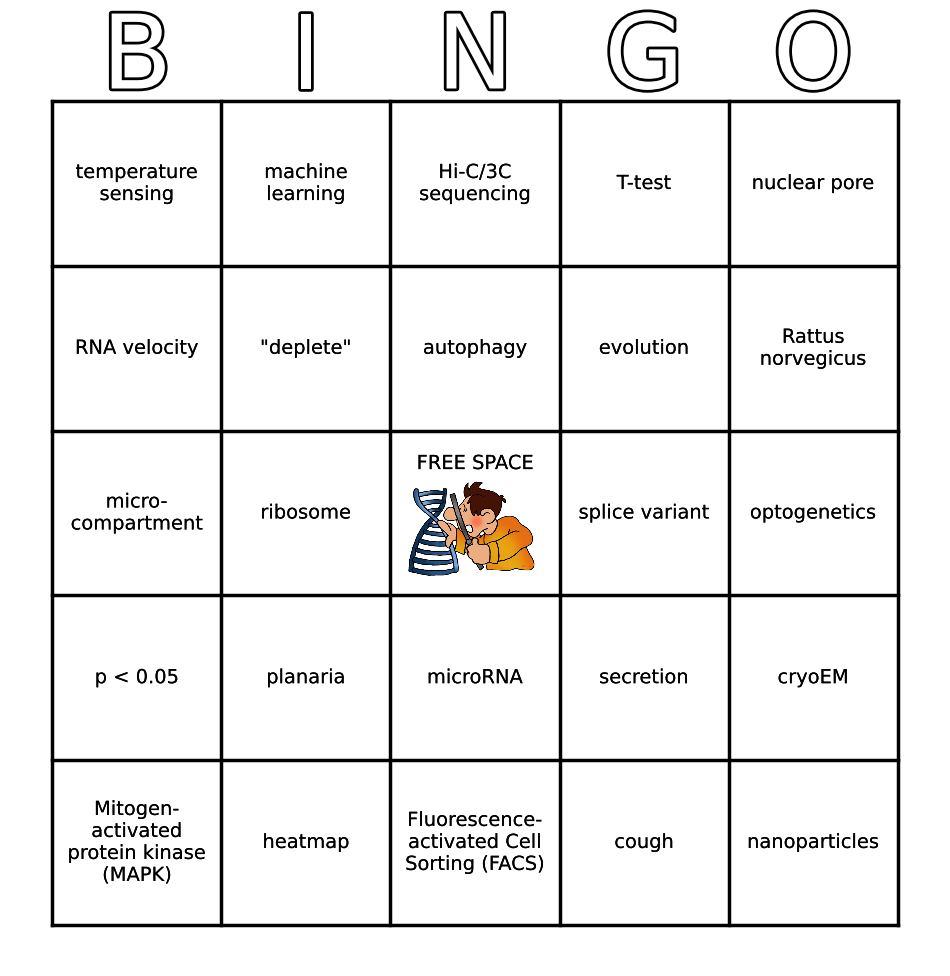 B I N G O
temperature
sensing
machine
learning
Hi-C/3C
sequencing
T-test
nuclear pore
RNA velocity
"deplete"
autophagy
evolution
Rattus
norvegicus
micro-
compartment
ribosome
FREE SPACE
splice variant
optogenetics
p < 0.05
planaria
microRNA
secretion
cryoEM
Mitogen-
activated
protein kinase
(MAPK)
heatmap
Fluorescence-
activated Cell
Sorting (FACS)
cough
nanoparticles